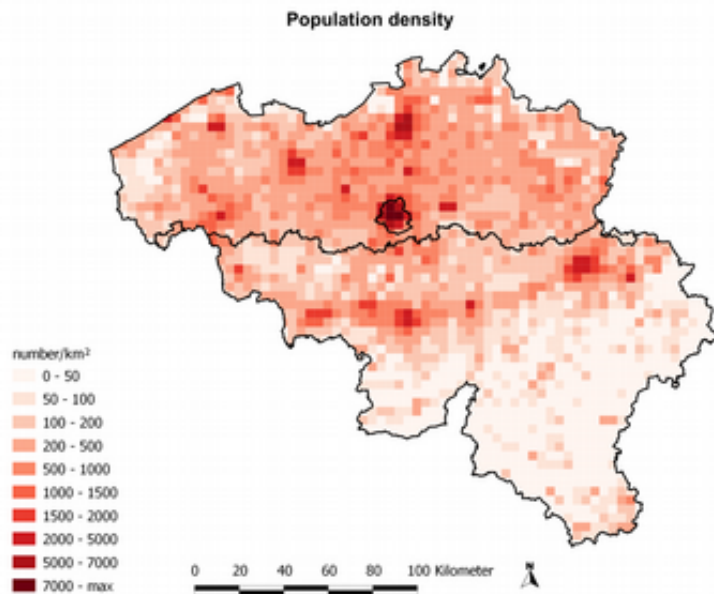 Population density
number/km²
0 - 50
50 - 100
100 - 200
200 - 500
500 - 1000
1000 - 1500
1500 - 2000
2000 - 5000
5000 - 7000
7000 - max
0 20 40 60 80 100 Kilometer
N